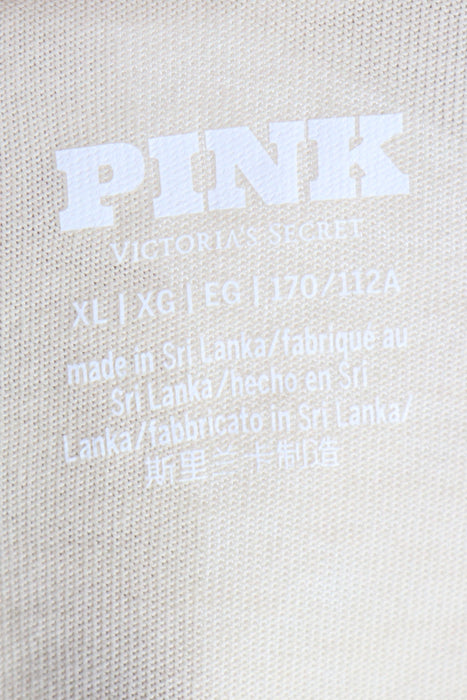 PINK
VICTORIA'S SECRET
XL | XG | EG | 170/112A
made in Sri Lanka/fabriqué au
Sri Lanka/hecho en Sri
Lanka/fabbricato in Sri Lanka/
斯里兰卡制造